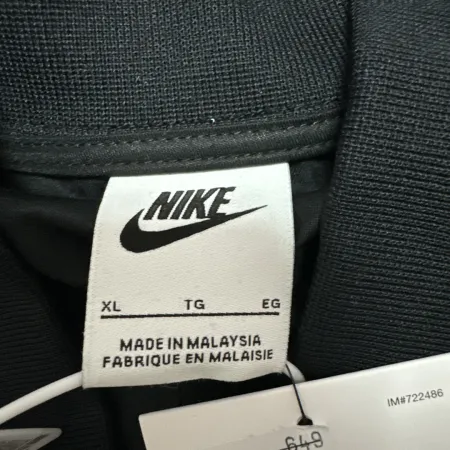 NIKE
XL TG EG
MADE IN MALAYSIA
FABRIQUE EN MALAISIE
IM#722486
649